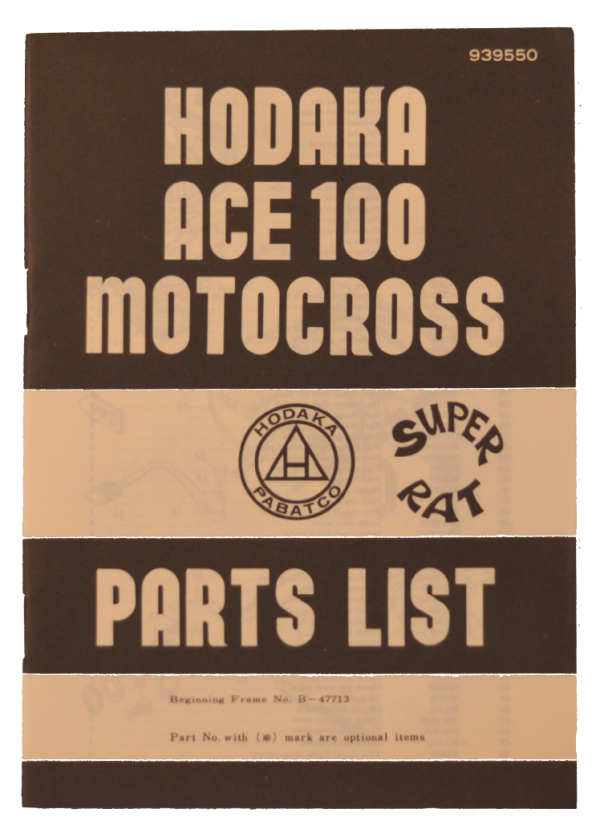 939550
HODAKA
ACE 100
MOTOCROSS
HODAKA
H
PABATCO
SUPER
RAT
PARTS LIST
Beginning Frame No. B-47713
Part No. with (※) mark are optional items